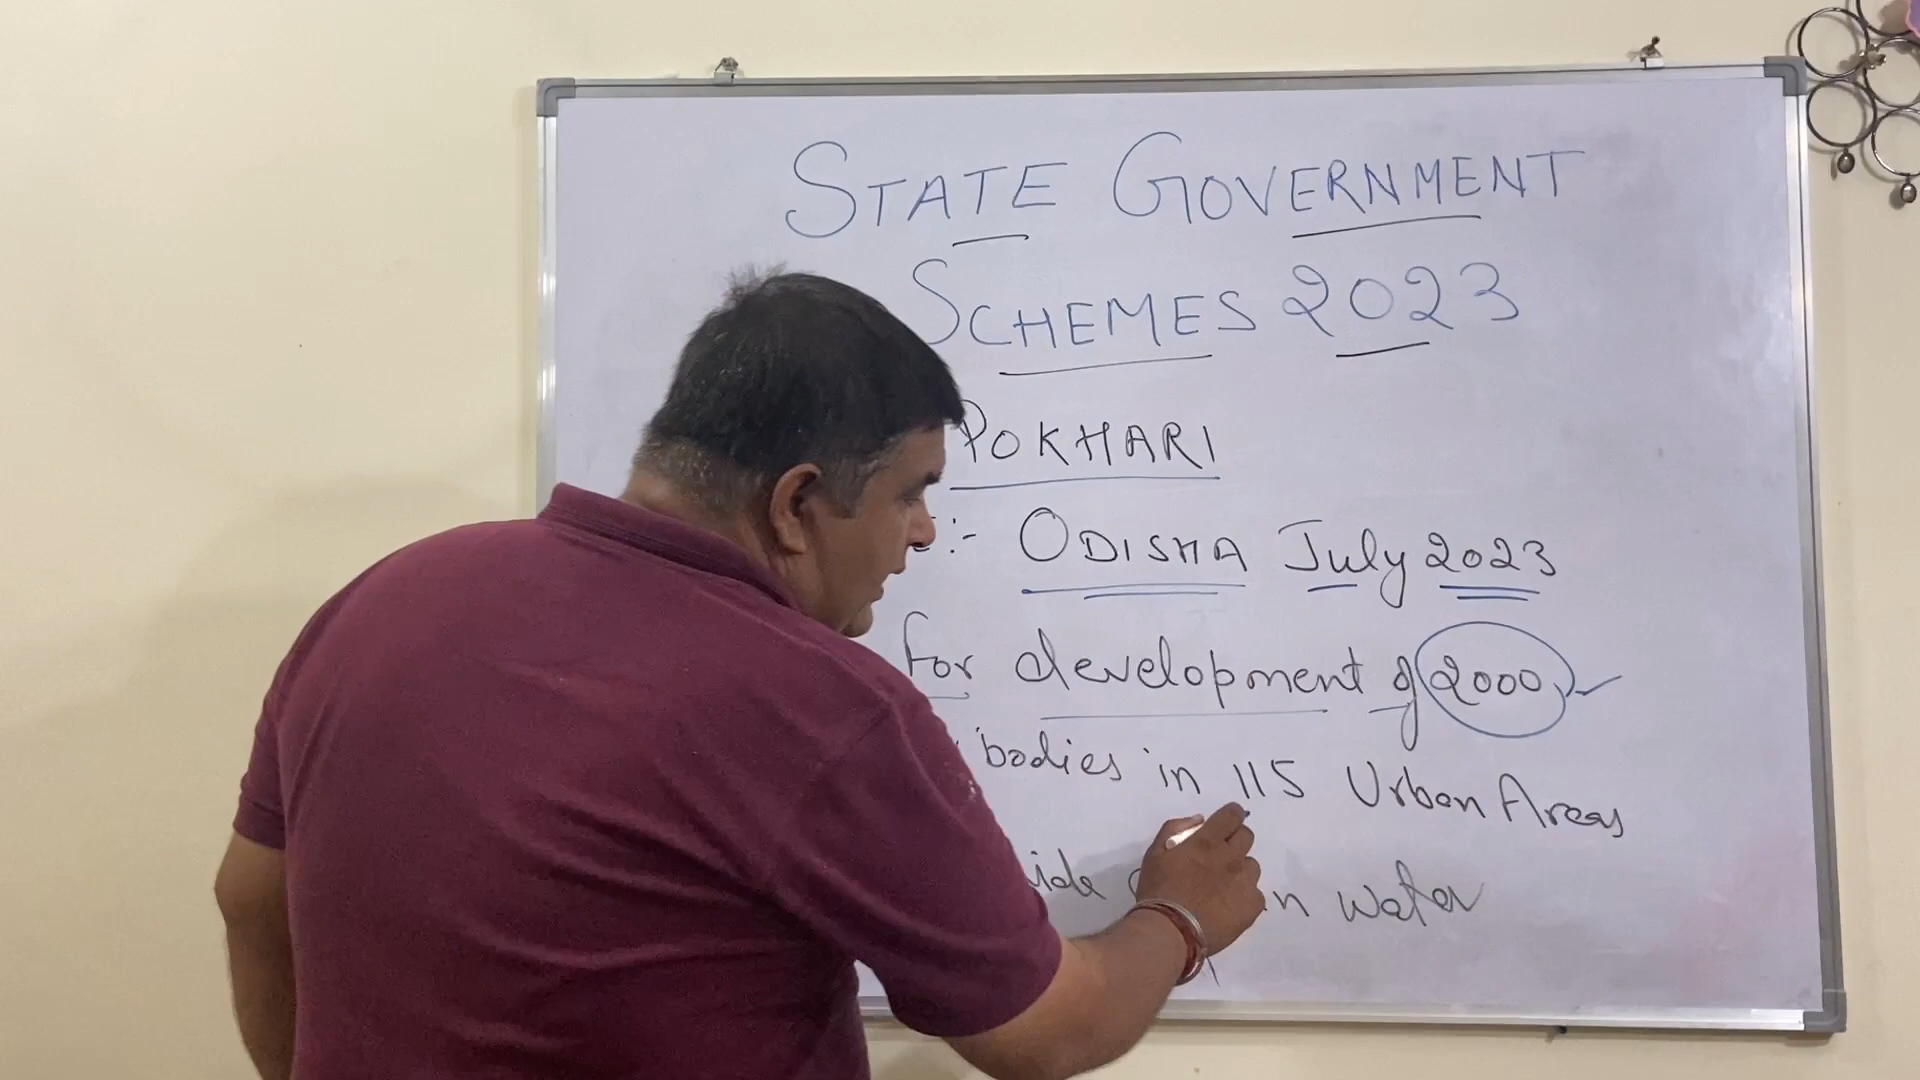 STATE GOVERNMENT
SCHEMES 2023
POKHARI
:- ODISHA July 2023
For development of 2000
bodies in 115 Urban Areas
water